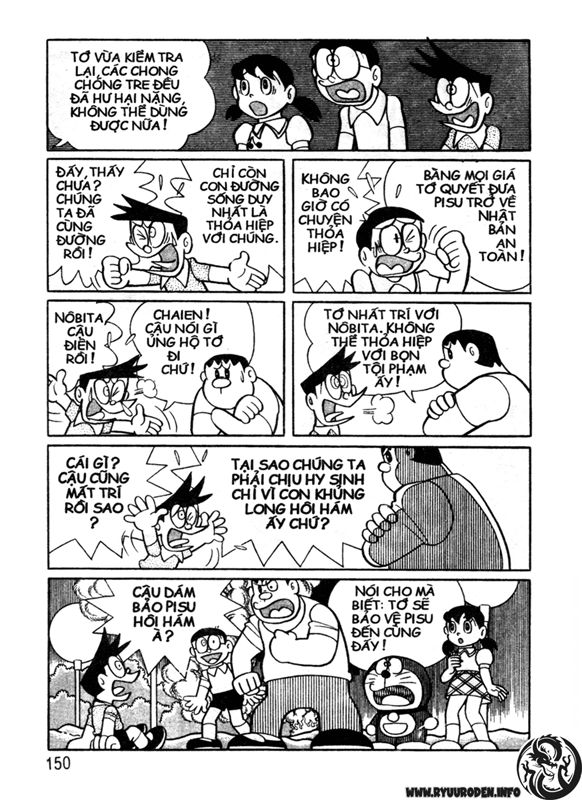 TỚ VỪA KIỂM TRA
LẠI, CÁC CHONG
CHÓNG TRE ĐỀU
ĐÃ HƯ HẠI NẶNG,
KHÔNG THỂ DÙNG
ĐƯỢC NỮA!
ĐẤY, THẤY
CHƯA?
CHÚNG
TA ĐÃ
CÙNG
ĐƯỜNG
RỒI!
CHỈ CÒN
CON ĐƯỜNG
SỐNG DUY
NHẤT LÀ
THỎA HIỆP
VỚI CHÚNG.
KHÔNG
BAO
GIỜ CÓ
CHUYỆN
THỎA
HIỆP!
BẰNG MỌI GIÁ
TỚ QUYẾT ĐƯA
PISU TRỞ VỀ
NHẬT
BẢN
AN
TOÀN!
NÔBITA,
CẬU
ĐIÊN
RỒI!
CHAIEN!
CẬU NÓI GÌ
ỦNG HỘ TỚ
ĐI
CHỨ!
TỚ NHẤT TRÍ VỚI
NÔBITA. KHÔNG
THỂ THỎA HIỆP
VỚI BỌN
TỘI PHẠM
ẤY!
CÁI GÌ?
CẬU CŨNG
MẤT TRÍ
RỒI SAO
?
TẠI SAO CHÚNG TA
PHẢI CHỊU HY SINH
CHỈ VÌ CON KHỦNG
LONG HÔI HÁM
ẤY CHỨ?
CẬU DÁM
BẢO PISU
HÔI HÁM
À?
NÓI CHO MÀ
BIẾT: TỚ SẼ
BẢO VỆ PISU
ĐẾN CÙNG
ĐẤY!
150
WWW.RYUURODEN.INFO